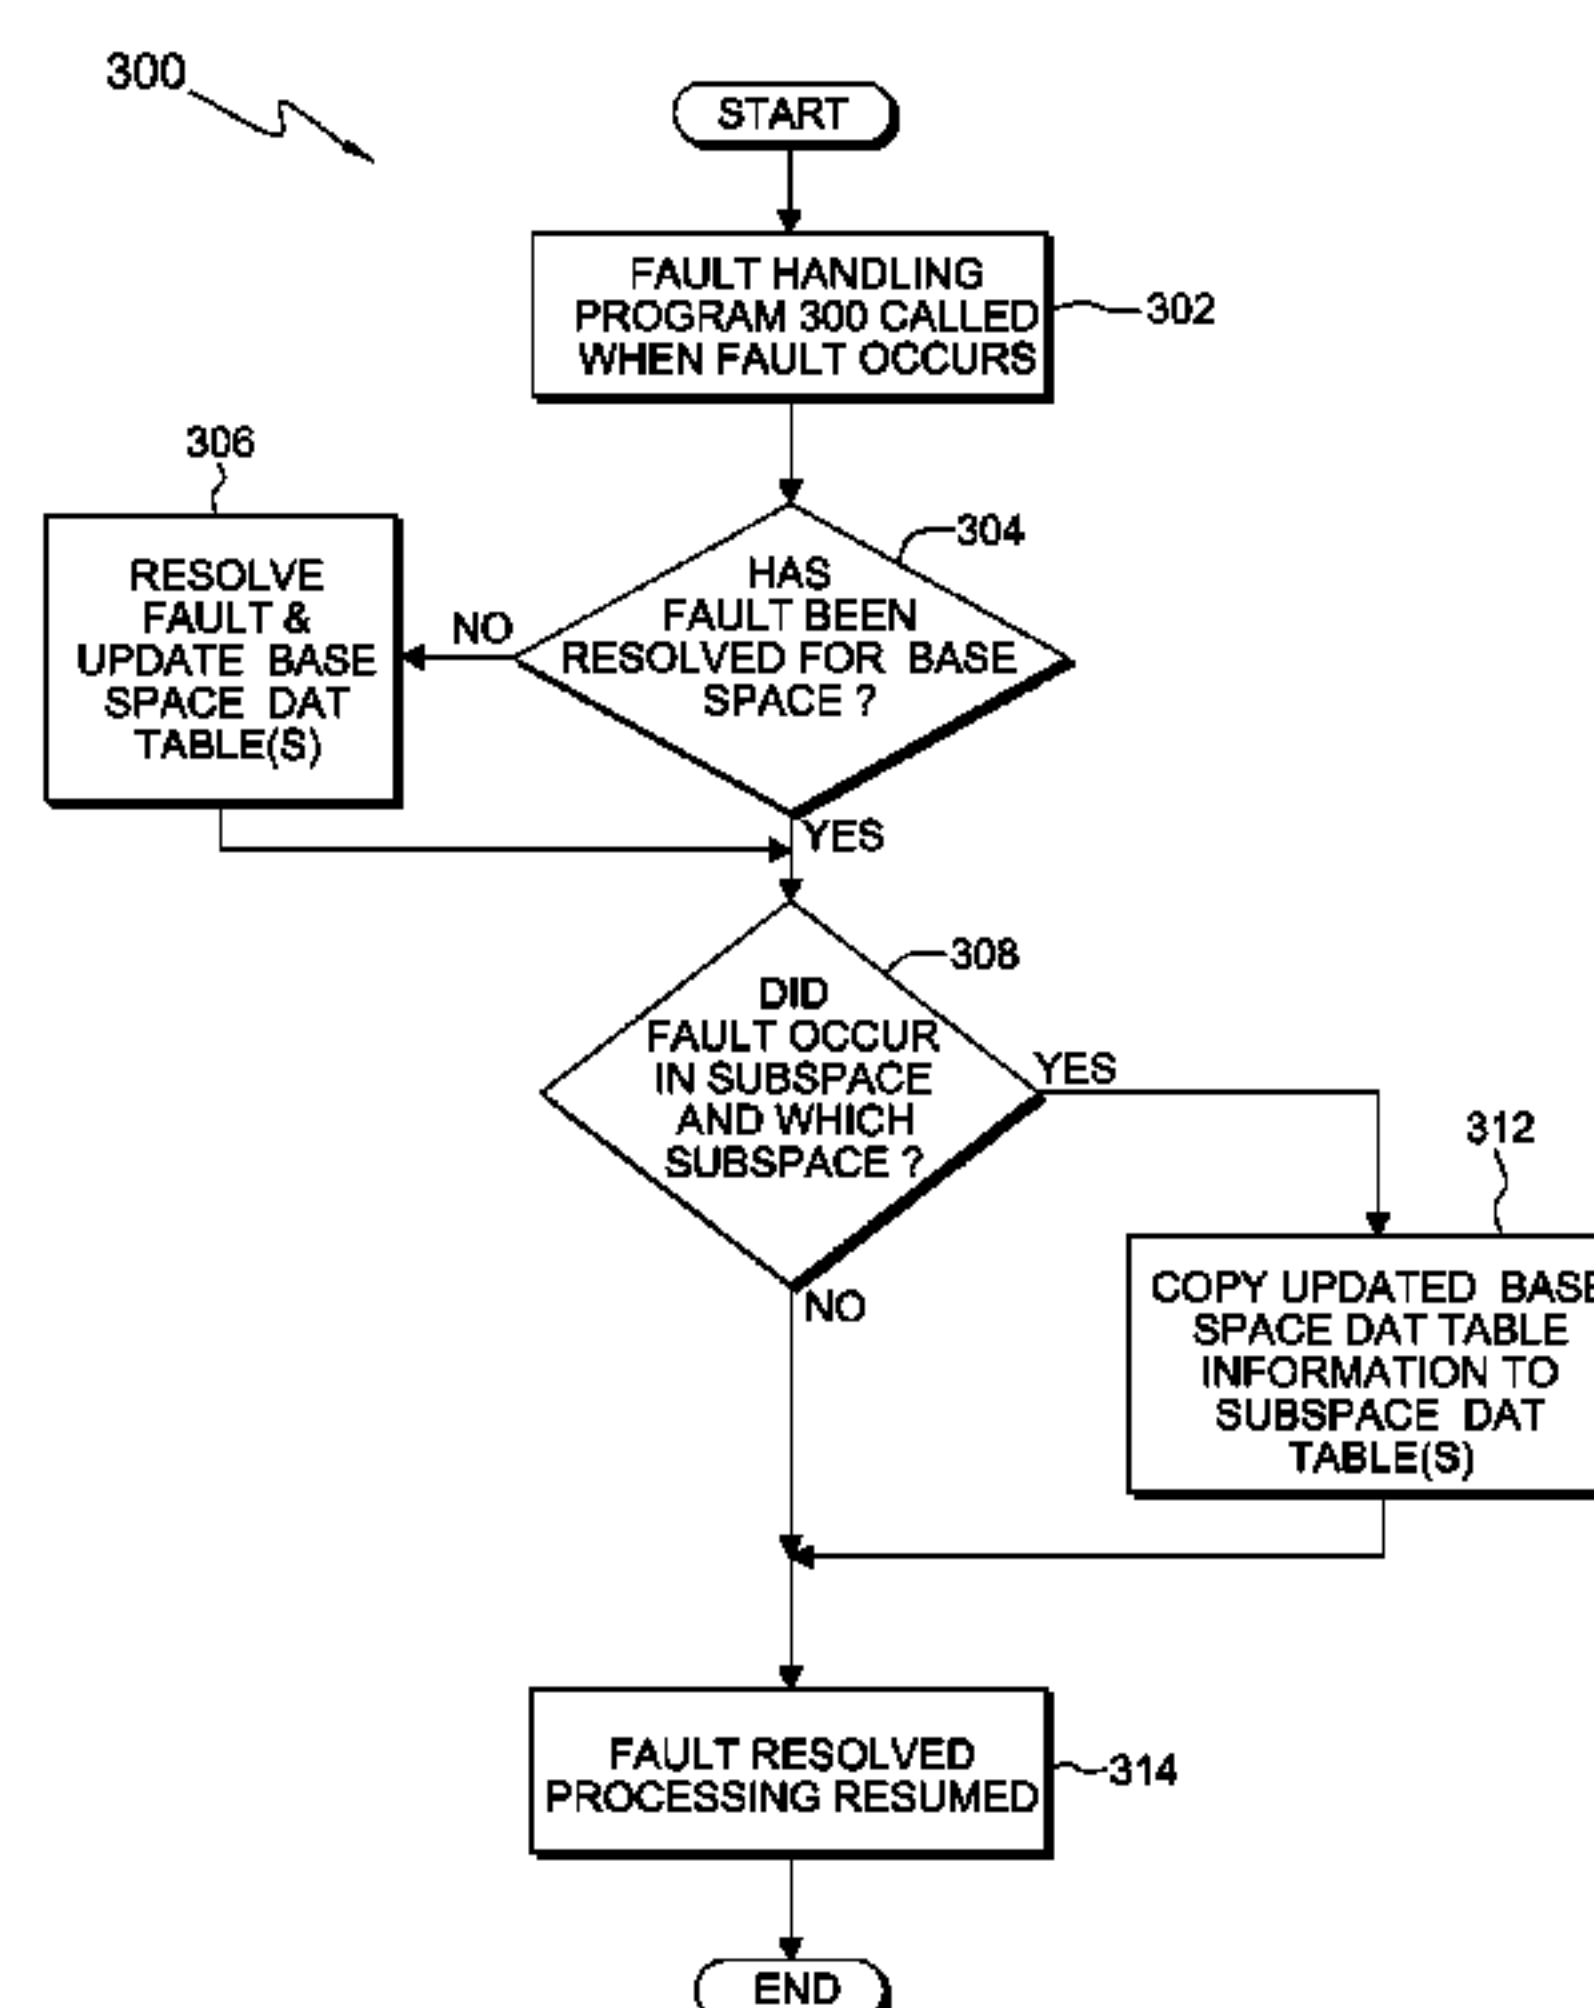 300
START
FAULT HANDLING
PROGRAM 300 CALLED
WHEN FAULT OCCURS
302
306
RESOLVE
FAULT &
UPDATE BASE
SPACE DAT
TABLE(S)
NO
304
HAS
FAULT BEEN
RESOLVED FOR BASE
SPACE ?
YES
308
DID
FAULT OCCUR
IN SUBSPACE
AND WHICH
SUBSPACE ?
YES
NO
312
COPY UPDATED BASE
SPACE DAT TABLE
INFORMATION TO
SUBSPACE DAT
TABLE(S)
FAULT RESOLVED
PROCESSING RESUMED
314
END